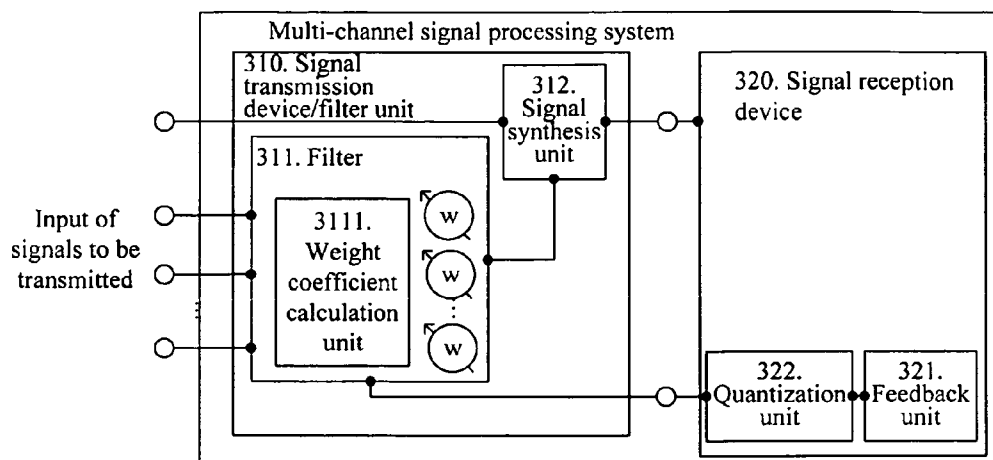 Multi-channel signal processing system
310. Signal
transmission
device/filter unit
312.
Signal
synthesis
unit
320. Signal reception
device
311. Filter
Input of
signals to be
transmitted
3111.
Weight
coefficient
calculation
unit
w
w
w
322.
Quantization
unit
321.
Feedback
unit